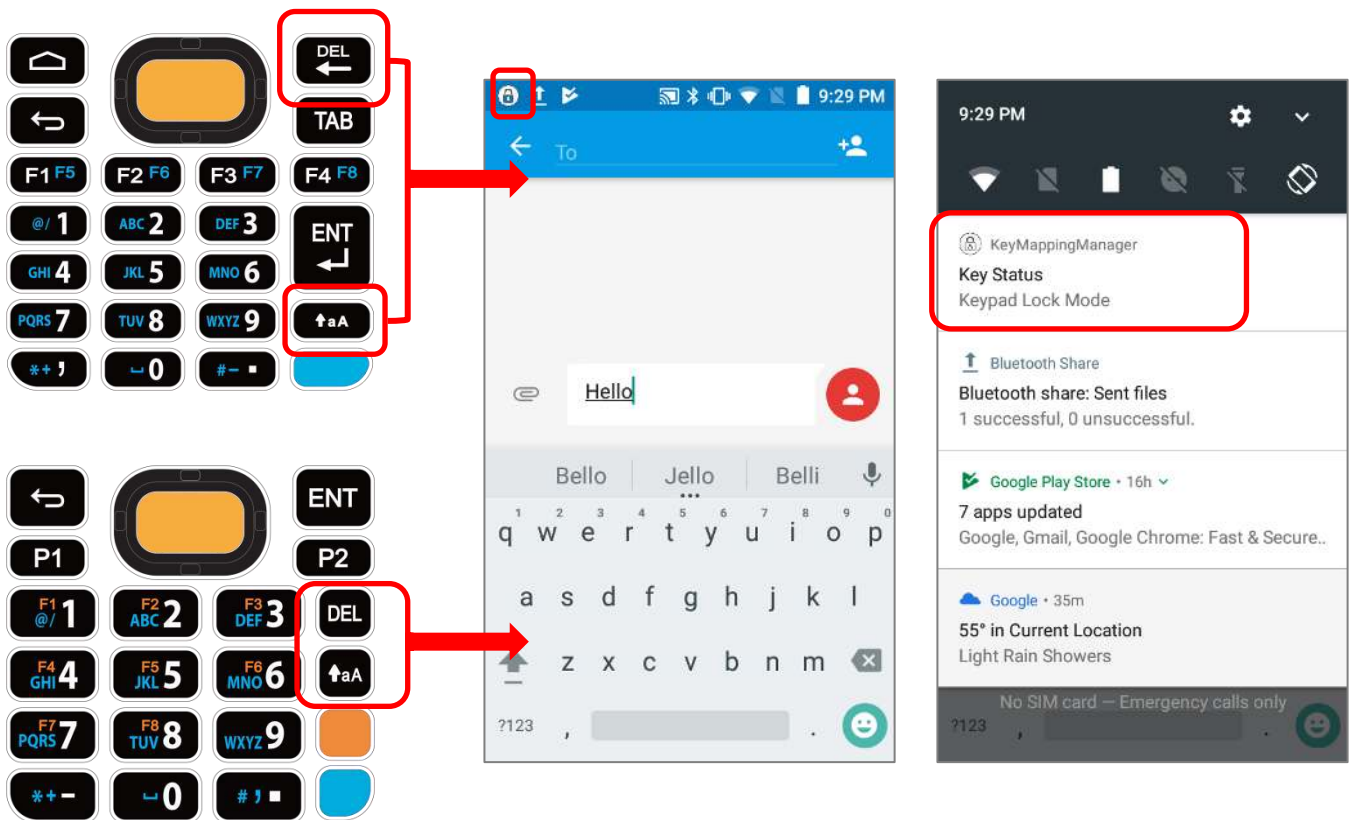 DEL
TAB
F1 F5 F2 F6 F3 F7 F4 F8
@/ 1 ABC 2 DEF 3 ENT
GHI 4 JKL 5 MNO 6
PQRS 7 TUV 8 WXYZ 9 aA
*+ , 0 #- .
ENT
P1 P2
F1 @/ 1 F2 ABC 2 F3 DEF 3 DEL
F4 GHI 4 F5 JKL 5 F6 MNO 6 aA
F7 PQRS 7 F8 TUV 8 WXYZ 9
*+ - 0 # , .
9:29 PM
To
Hello
Bello Jello Belli
1 2 3 4 5 6 7 8 9 0
q w e r t y u i o p
a s d f g h j k l
z x c v b n m
?123 , .
9:29 PM
KeyMappingManager
Key Status
Keypad Lock Mode
Bluetooth Share
Bluetooth share: Sent files
1 successful, 0 unsuccessful.
Google Play Store • 16h
7 apps updated
Google, Gmail, Google Chrome: Fast & Secure..
Google • 35m
55° in Current Location
Light Rain Showers
No SIM card — Emergency calls only
?123 , .